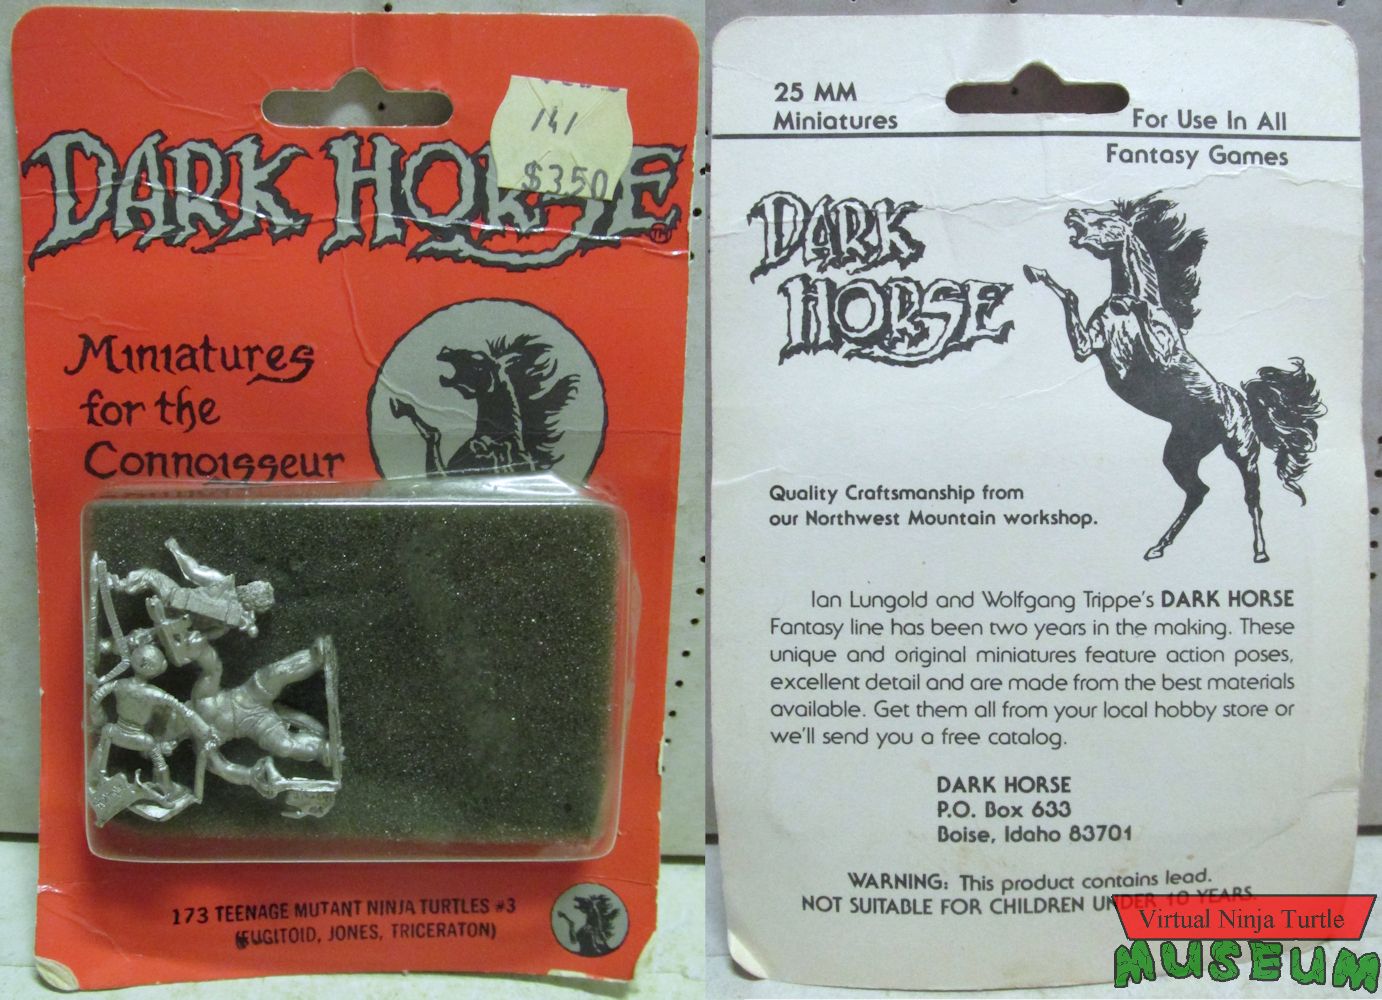 141
$3.50
DARK HORSE TM
Miniatures
for the
Connoisseur
173 TEENAGE MUTANT NINJA TURTLES #3
(FUGITOID, JONES, TRICERATON)
25 MM
Miniatures
For Use In All
Fantasy Games
DARK
HORSE
Quality Craftsmanship from
our Northwest Mountain workshop.
Ian Lungold and Wolfgang Trippe's DARK HORSE
Fantasy line has been two years in the making. These
unique and original miniatures feature action poses,
excellent detail and are made from the best materials
available. Get them all from your local hobby store or
we'll send you a free catalog.
DARK HORSE
P.O. Box 633
Boise, Idaho 83701
WARNING: This product contains lead.
NOT SUITABLE FOR CHILDREN UNDER 10 YEARS.
Virtual Ninja Turtle
MUSEUM